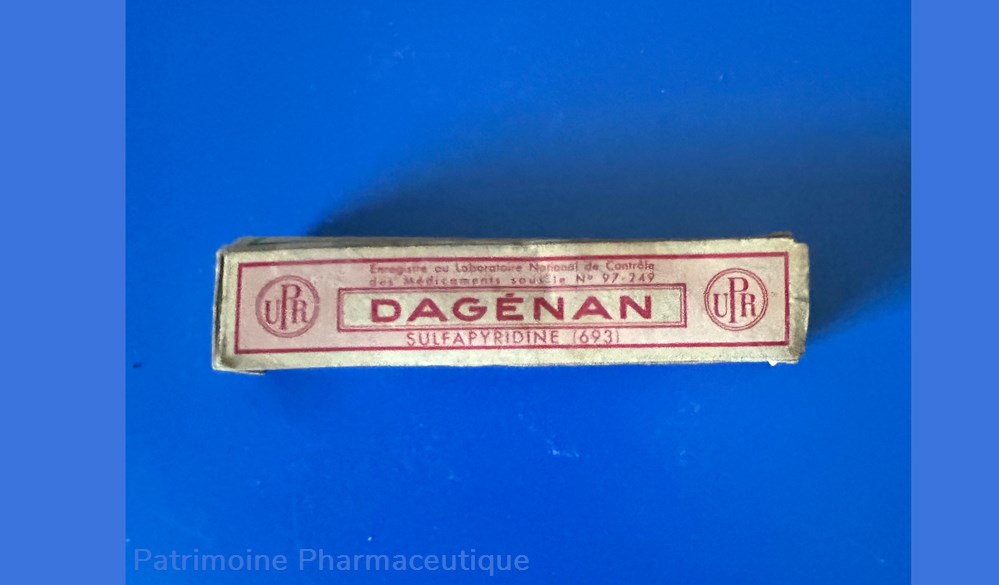 Enregistré au Laboratoire National de Contrôle
des Médicaments sous le Nº 97-249
UPR
DAGÉNAN
UPR
SULFAPYRIDINE (693)
Patrimoine Pharmaceutique